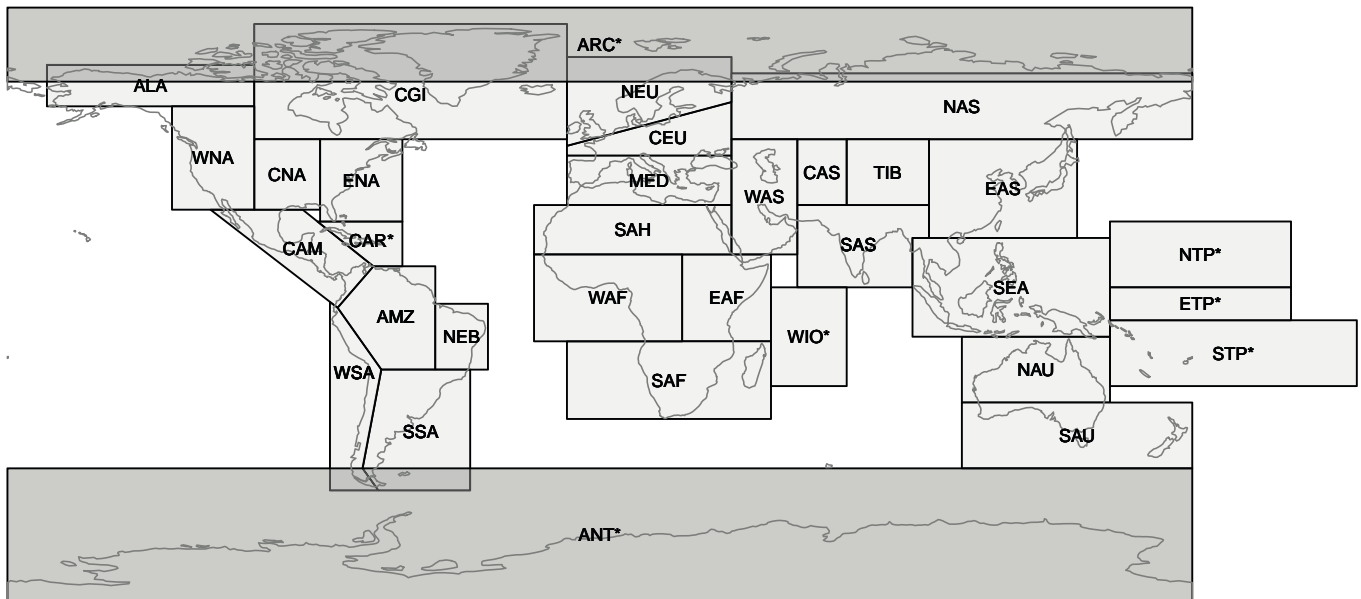 ARC*
ALA
CGI
NEU
NAS
CEU
WNA
CNA
ENA
MED
WAS
CAS
TIB
EAS
CAM
CAR*
SAH
SAS
NTP*
SEA
WAF
EAF
ETP*
AMZ
NEB
WIO*
STP*
WSA
SAF
NAU
SSA
SAU
ANT*